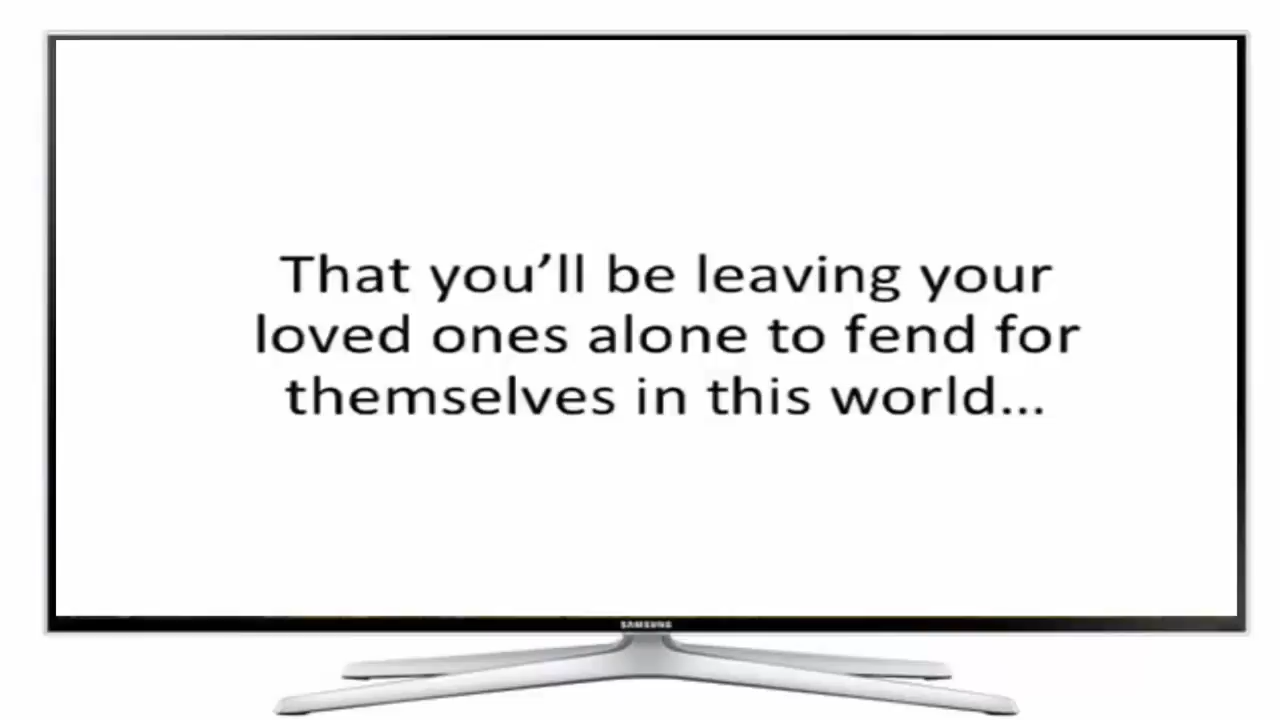 That you’ll be leaving your
loved ones alone to fend for
themselves in this world...
SAMSUNG